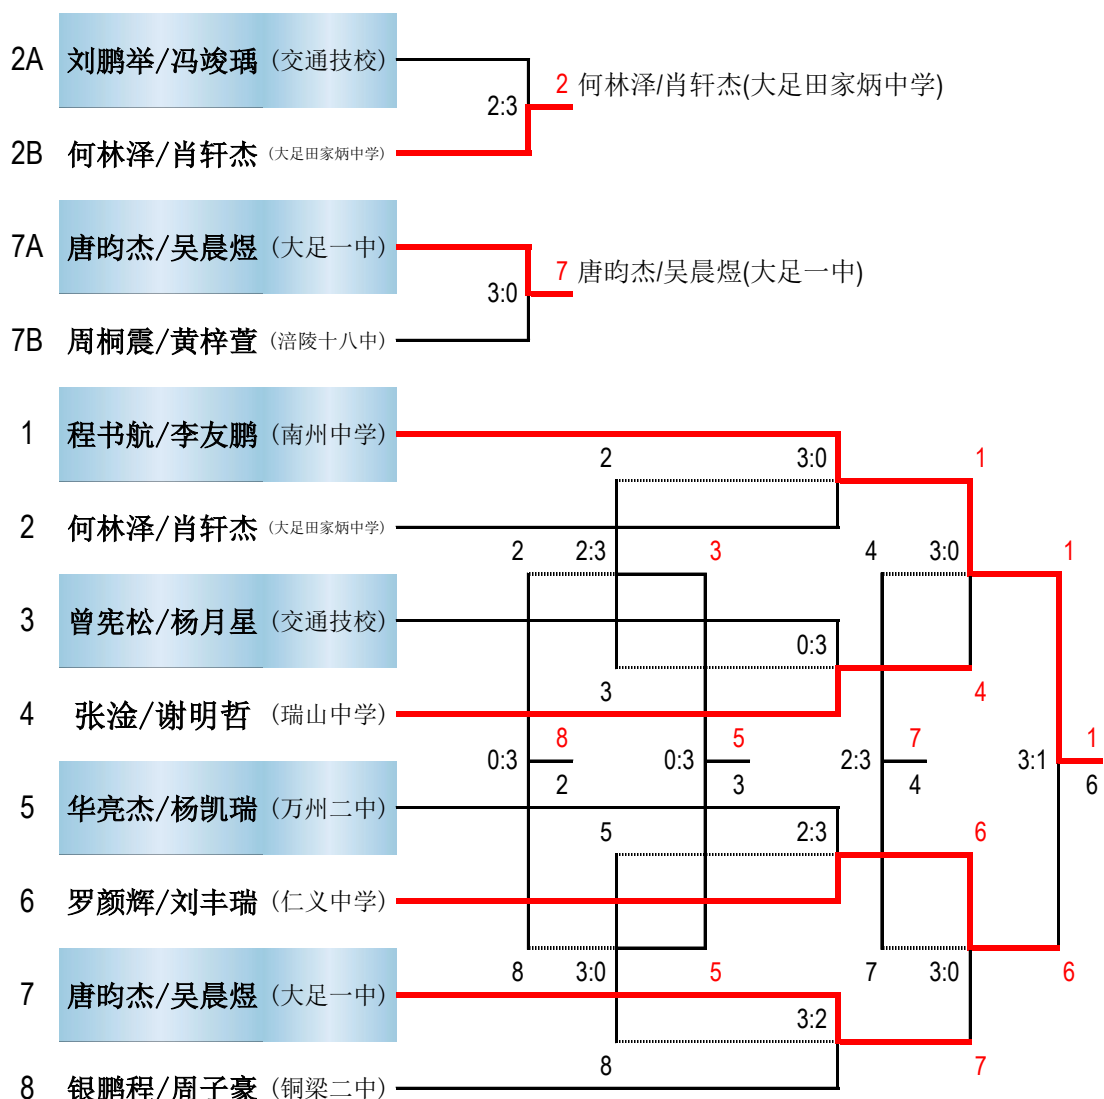 2A 刘鹏举/冯竣瑀 (交通技校)
2 何林泽/肖轩杰(大足田家炳中学)
2:3
2B 何林泽/肖轩杰 (大足田家炳中学)
7A 唐昀杰/吴晨煜 (大足一中)
7 唐昀杰/吴晨煜(大足一中)
3:0
7B 周桐震/黄梓萱 (涪陵十八中)
1 程书航/李友鹏 (南州中学)
2 3:0 1
2 何林泽/肖轩杰 (大足田家炳中学)
2 2:3 3 4 3:0 1
3 曾宪松/杨月星 (交通技校)
0:3
3 4
4 张淦/谢明哲 (瑞山中学)
8 5 7 1
0:3 0:3 2:3 3:1
2 3 4 6
5 华亮杰/杨凯瑞 (万州二中)
5 2:3 6
6 罗颜辉/刘丰瑞 (仁义中学)
8 3:0 5 7 3:0 6
7 唐昀杰/吴晨煜 (大足一中)
3:2
8 7
8 银鹏程/周子豪 (铜梁二中)